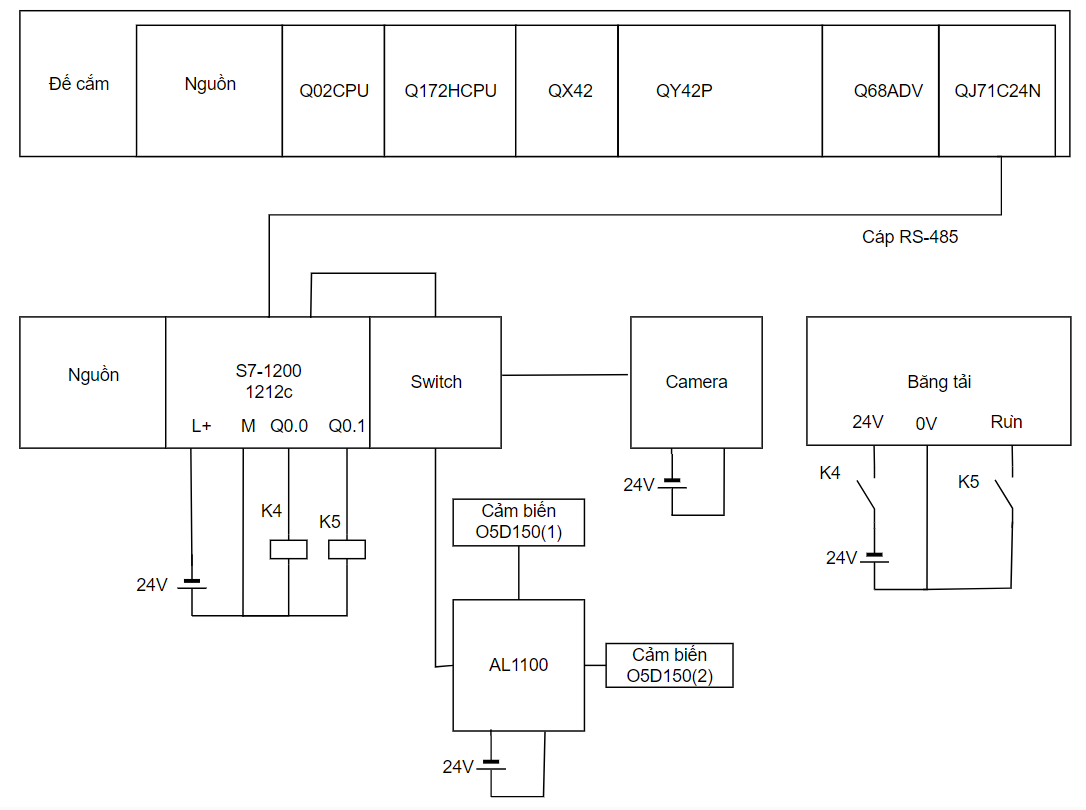 Đế cắm
Nguồn
Q02CPU
Q172HCPU
QX42
QY42P
Q68ADV
QJ71C24N
Cáp RS-485
Nguồn
S7-1200
1212c
L+
M
Q0.0
Q0.1
Switch
Camera
Băng tải
24V
0V
Rưn
K4
K5
24V
K4
K5
24V
24V
Cảm biến
O5D150(1)
AL1100
Cảm biến
O5D150(2)
24V